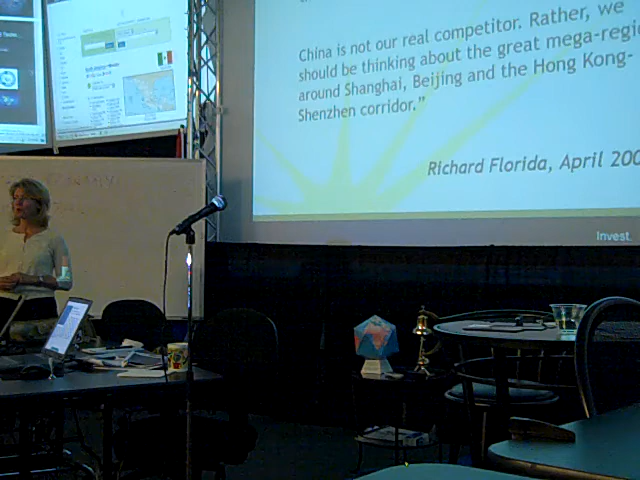 China is not our real competitor. Rather, we
should be thinking about the great mega-regi
around Shanghai, Beijing and the Hong Kong-
Shenzhen corridor."
Richard Florida, April 200
Invest.